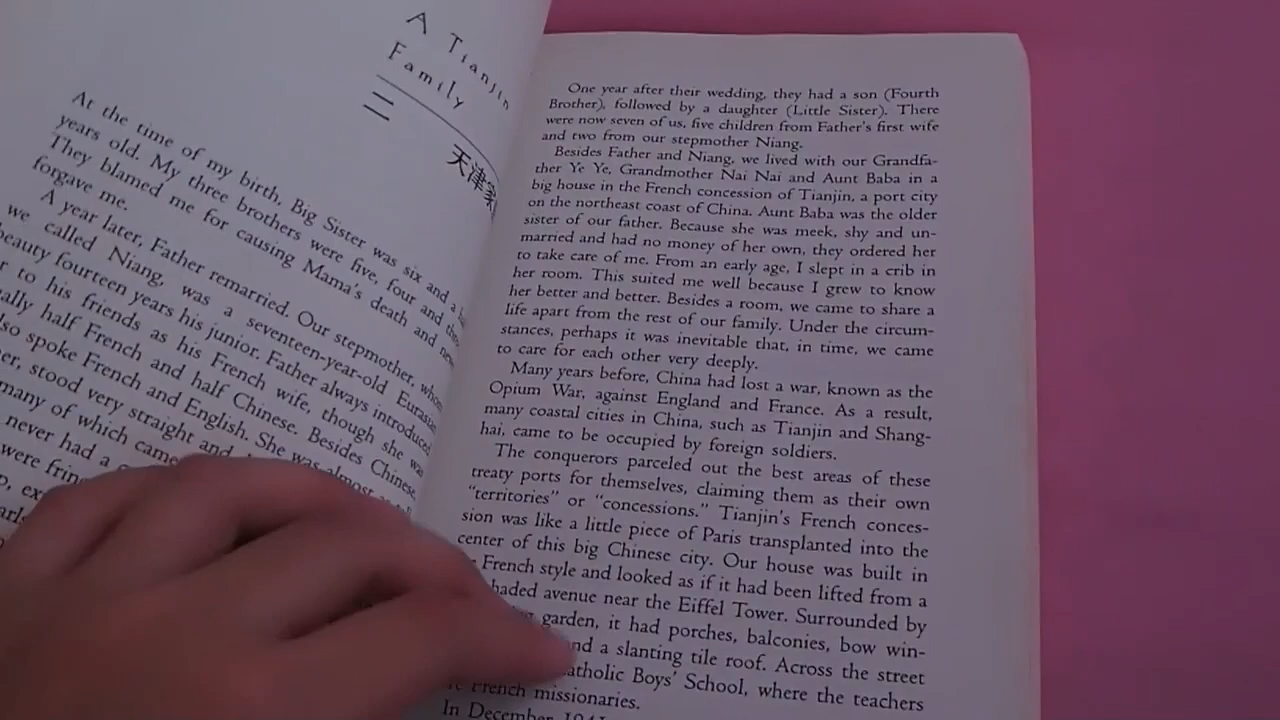 A Tianjin
Family
二
天津家
At the time of my birth, Big Sister was six and a
years old. My three brothers were five, four and
They blamed me for causing Mama's death and
forgave me.
A year later, Father remarried. Our stepmother,
we called Niang, was a seventeen-year-old
beauty fourteen years his junior. Father always introduced
to his friends as his French wife, though she was
half French and half Chinese. Besides Chinese,
also spoke French and English. She was almost
stood very straight and
many of which came
never had a
were
One year after their wedding, they had a son (Fourth
Brother), followed by a daughter (Little Sister). There
were now seven of us, five children from Father's first wife
and two from our stepmother Niang.
Besides Father and Niang, we lived with our Grandfa-
ther Ye Ye, Grandmother Nai Nai and Aunt Baba in a
big house in the French concession of Tianjin, a port city
on the northeast coast of China. Aunt Baba was the older
sister of our father. Because she was meek, shy and un-
married and had no money of her own, they ordered her
to take care of me. From an early age, I slept in a crib in
her room. This suited me well because I grew to know
her better and better. Besides a room, we came to share a
life apart from the rest of our family. Under the circum-
stances, perhaps it was inevitable that, in time, we came
to care for each other very deeply.
Many years before, China had lost a war, known as the
Opium War, against England and France. As a result,
many coastal cities in China, such as Tianjin and Shang-
hai, came to be occupied by foreign soldiers.
The conquerors parceled out the best areas of these
treaty ports for themselves, claiming them as their own
"territories" or "concessions." Tianjin's French conces-
sion was like a little piece of Paris transplanted into the
center of this big Chinese city. Our house was built in
French style and looked as if it had been lifted from a
shaded avenue near the Eiffel Tower. Surrounded by
garden, it had porches, balconies, bow win-
and a slanting tile roof. Across the street
Catholic Boys' School, where the teachers
French missionaries.
In December 1941